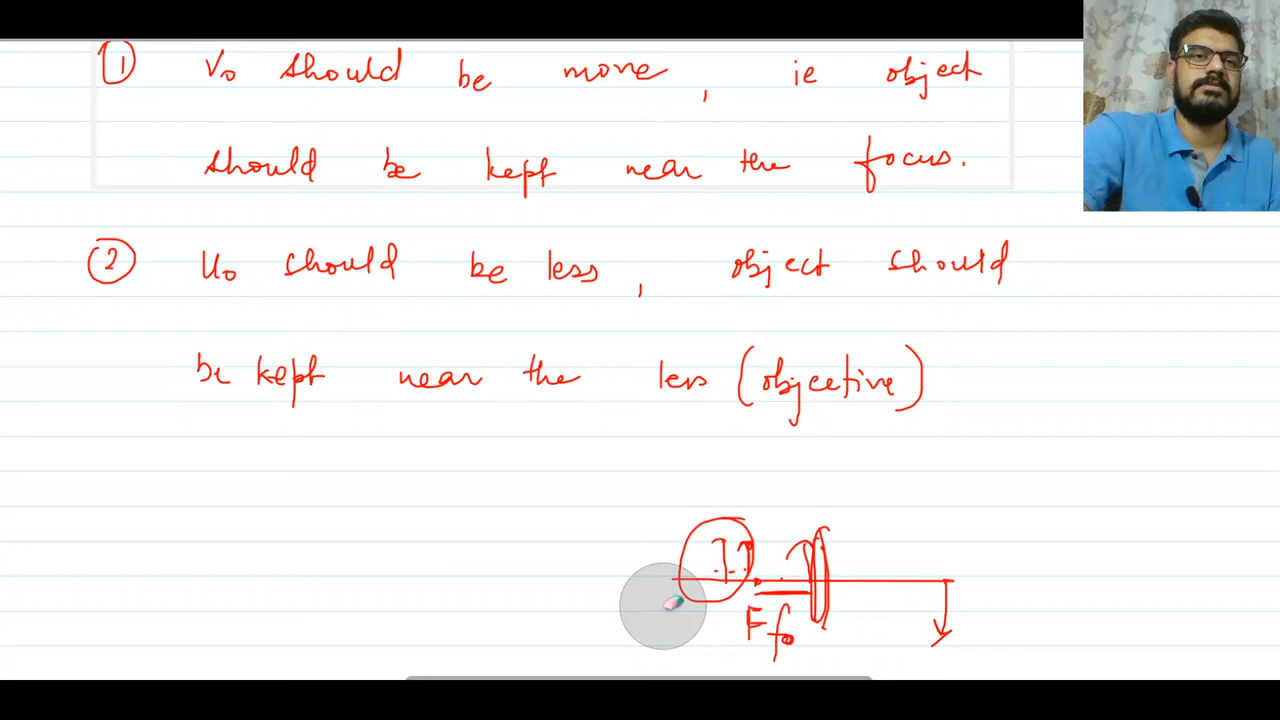 ① Vo should be more, ie object
should be kept near the focus.
② Uo should be less, object should
be kept near the lens (objective)
F fo